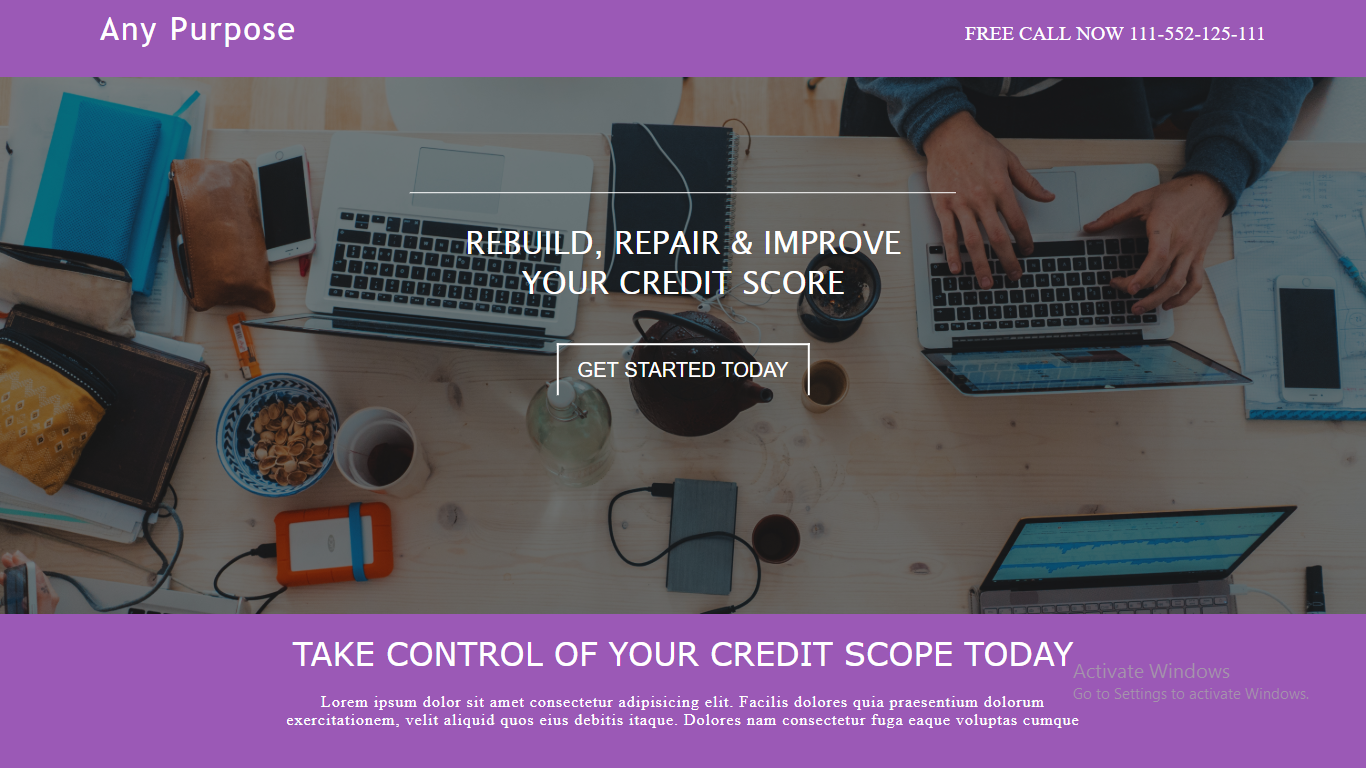 Any Purpose
FREE CALL NOW 111-552-125-111
REBUILD, REPAIR & IMPROVE
YOUR CREDIT SCORE
GET STARTED TODAY
TAKE CONTROL OF YOUR CREDIT SCOPE TODAY
Activate Windows
Go to Settings to activate Windows.
Lorem ipsum dolor sit amet consectetur adipisicing elit. Facilis dolores quia praesentium dolorum
exercitationem, velit aliquid quos eius debitis itaque. Dolores nam consectetur fuga eaque voluptas cumque